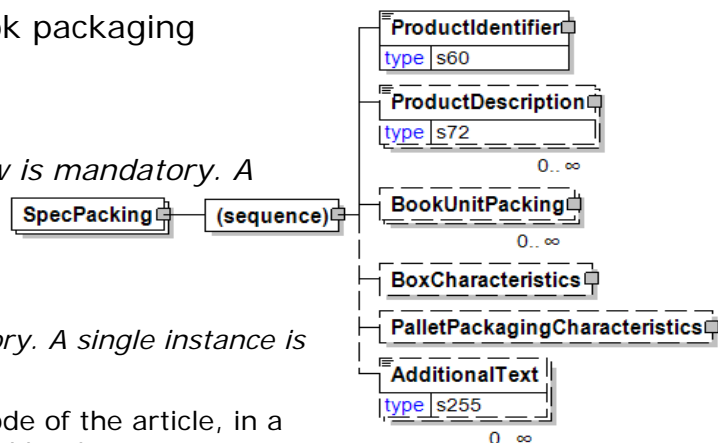 ok packaging
w is mandatory. A
ory. A single instance is
ode of the article, in a
SpecPacking
(sequence)
ProductIdentifier
type s60
ProductDescription
type s72
0.. ∞
BookUnitPacking
0.. ∞
BoxCharacteristics
PalletPackagingCharacteristics
AdditionalText
type s255
0.. ∞